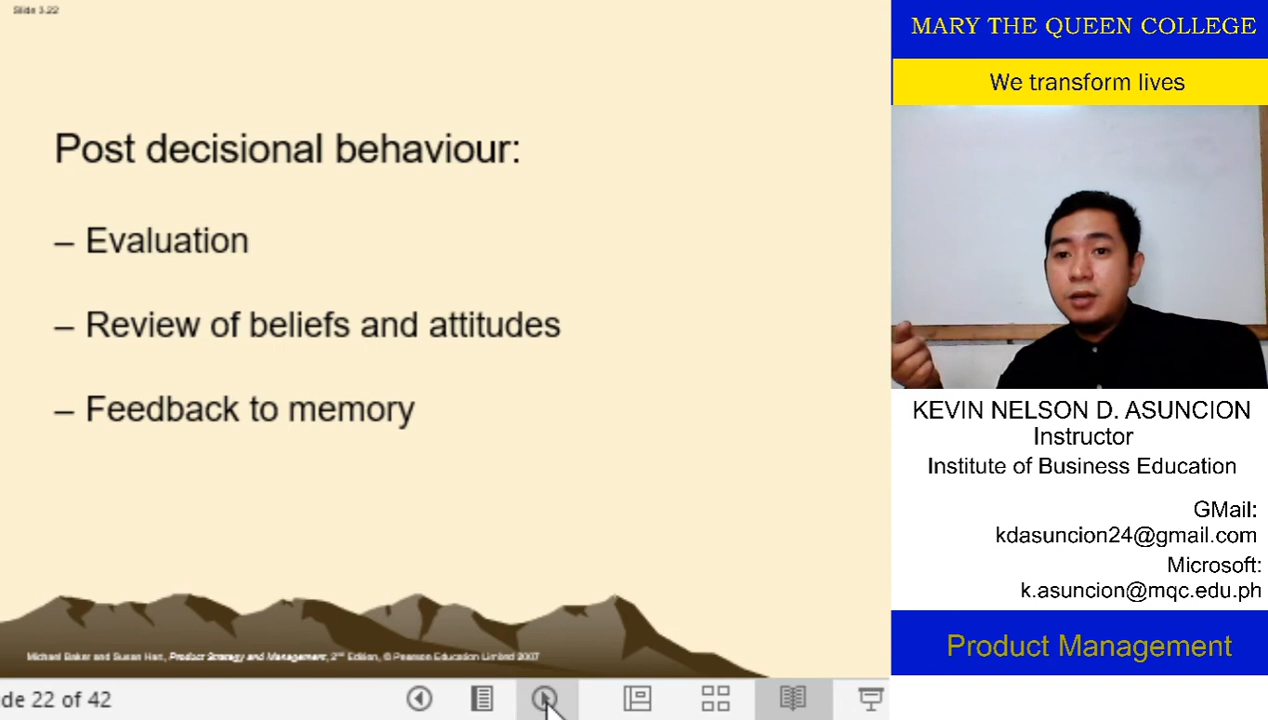 Slide 3.22
Post decisional behaviour:
– Evaluation
– Review of beliefs and attitudes
– Feedback to memory
Michael Baker and Susan Hart, Product Strategy and Management, 2nd Edition, © Pearson Education Limited 2007
de 22 of 42
MARY THE QUEEN COLLEGE
We transform lives
KEVIN NELSON D. ASUNCION
Instructor
Institute of Business Education
GMail:
kdasuncion24@gmail.com
Microsoft:
k.asuncion@mqc.edu.ph
Product Management